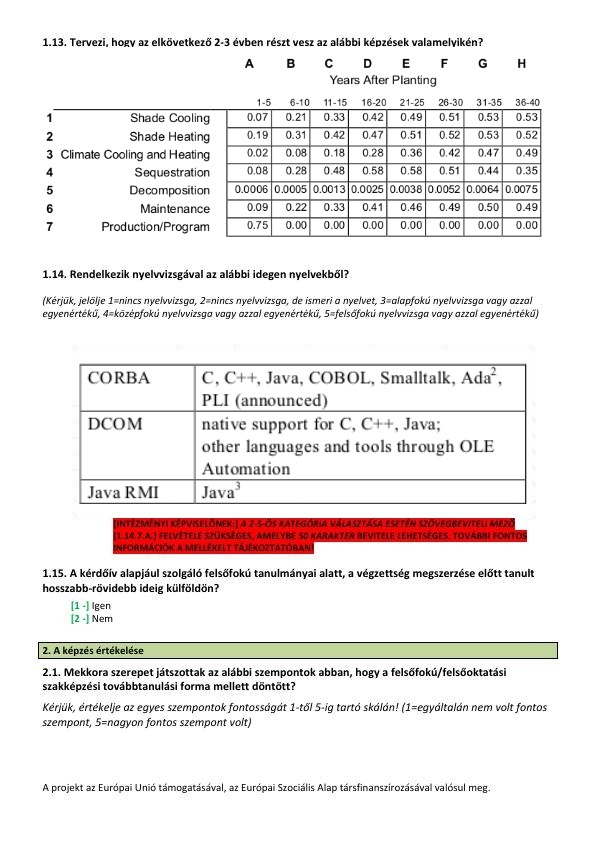 1.13. Tervezi, hogy az elkövetkező 2-3 évben részt vesz az alábbi képzések valamelyikén?
A B C D E F G H
Years After Planting
1-5 6-10 11-15 16-20 21-25 26-30 31-35 36-40
1 Shade Cooling 0.07 0.21 0.33 0.42 0.49 0.51 0.53 0.53
2 Shade Heating 0.19 0.31 0.42 0.47 0.51 0.52 0.53 0.52
3 Climate Cooling and Heating 0.02 0.08 0.18 0.28 0.36 0.42 0.47 0.49
4 Sequestration 0.08 0.28 0.48 0.58 0.58 0.51 0.44 0.35
5 Decomposition 0.0006 0.0005 0.0013 0.0025 0.0038 0.0052 0.0064 0.0075
6 Maintenance 0.09 0.22 0.33 0.41 0.46 0.49 0.50 0.49
7 Production/Program 0.75 0.00 0.00 0.00 0.00 0.00 0.00 0.00
1.14. Rendelkezik nyelvvizsgával az alábbi idegen nyelvekből?
(Kérjük, jelölje 1=nincs nyelvvizsga, 2=nincs nyelvvizsga, de ismeri a nyelvet, 3=alapfokú nyelvvizsga vagy azzal
egyenértékű, 4=középfokú nyelvvizsga vagy azzal egyenértékű, 5=felsőfokú nyelvvizsga vagy azzal egyenértékű)
CORBA C, C++, Java, COBOL, Smalltalk, Ada²,
PLI (announced)
DCOM native support for C, C++, Java;
other languages and tools through OLE
Automation
Java RMI Java³
[INTÉZMÉNYI KÉPVISELŐNEK:] A 2-5-ÖS KATEGÓRIA VÁLASZTÁSA ESETÉN SZÖVEGBEVITELI MEZŐ
(1.14.7.A.) FELVÉTELE SZÜKSÉGES, AMELYBE 50 KARAKTER BEVITELE LEHETSÉGES. TOVÁBBI FONTOS
INFORMÁCIÓK A MELLÉKELT TÁJÉKOZTATÓBAN!
1.15. A kérdőív alapjául szolgáló felsőfokú tanulmányai alatt, a végzettség megszerzése előtt tanult
hosszabb-rövidebb ideig külföldön?
[1 -] Igen
[2 -] Nem
2. A képzés értékelése
2.1. Mekkora szerepet játszottak az alábbi szempontok abban, hogy a felsőfokú/felsőoktatási
szakképzési továbbtanulási forma mellett döntött?
Kérjük, értékelje az egyes szempontok fontosságát 1-től 5-ig tartó skálán! (1=egyáltalán nem volt fontos
szempont, 5=nagyon fontos szempont volt)
A projekt az Európai Unió támogatásával, az Európai Szociális Alap társfinanszírozásával valósul meg.